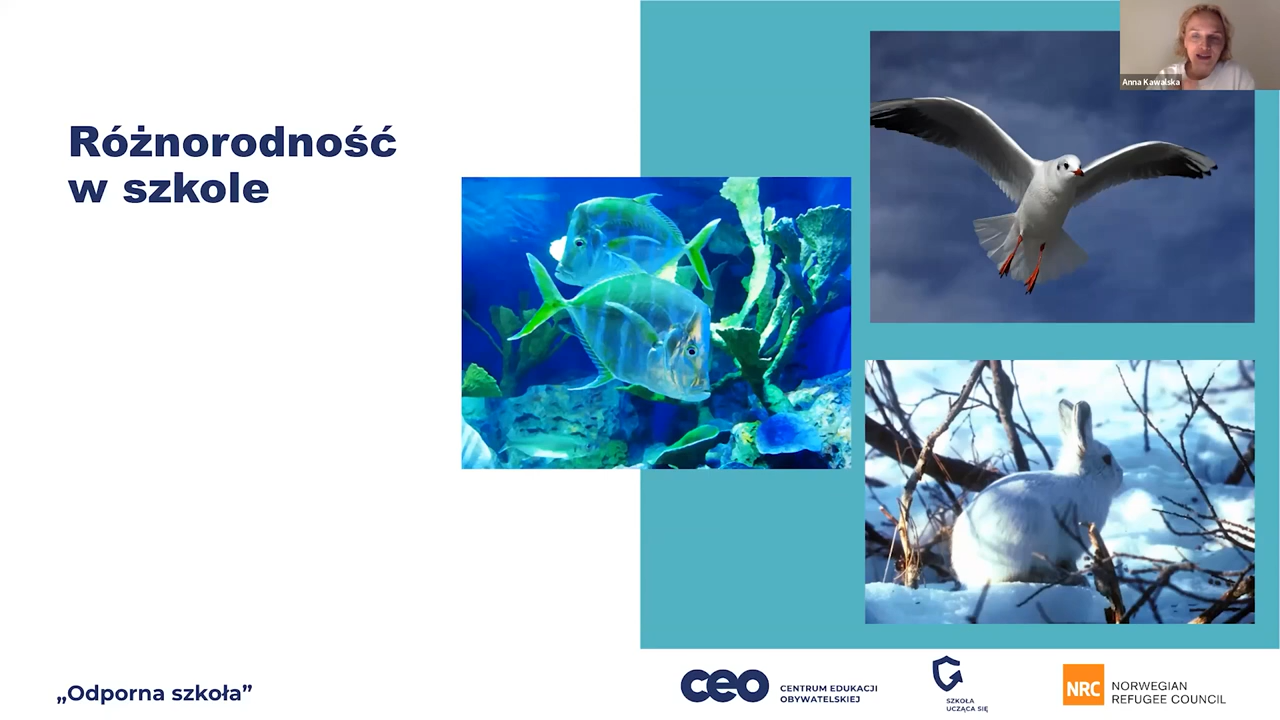 Anna Kawalska
Różnorodność
w szkole
„Odporna szkoła”
ceo
CENTRUM EDUKACJI
OBYWATELSKIEJ
SZKOŁA
UCZĄCA SIĘ
NRC
NORWEGIAN
REFUGEE COUNCIL